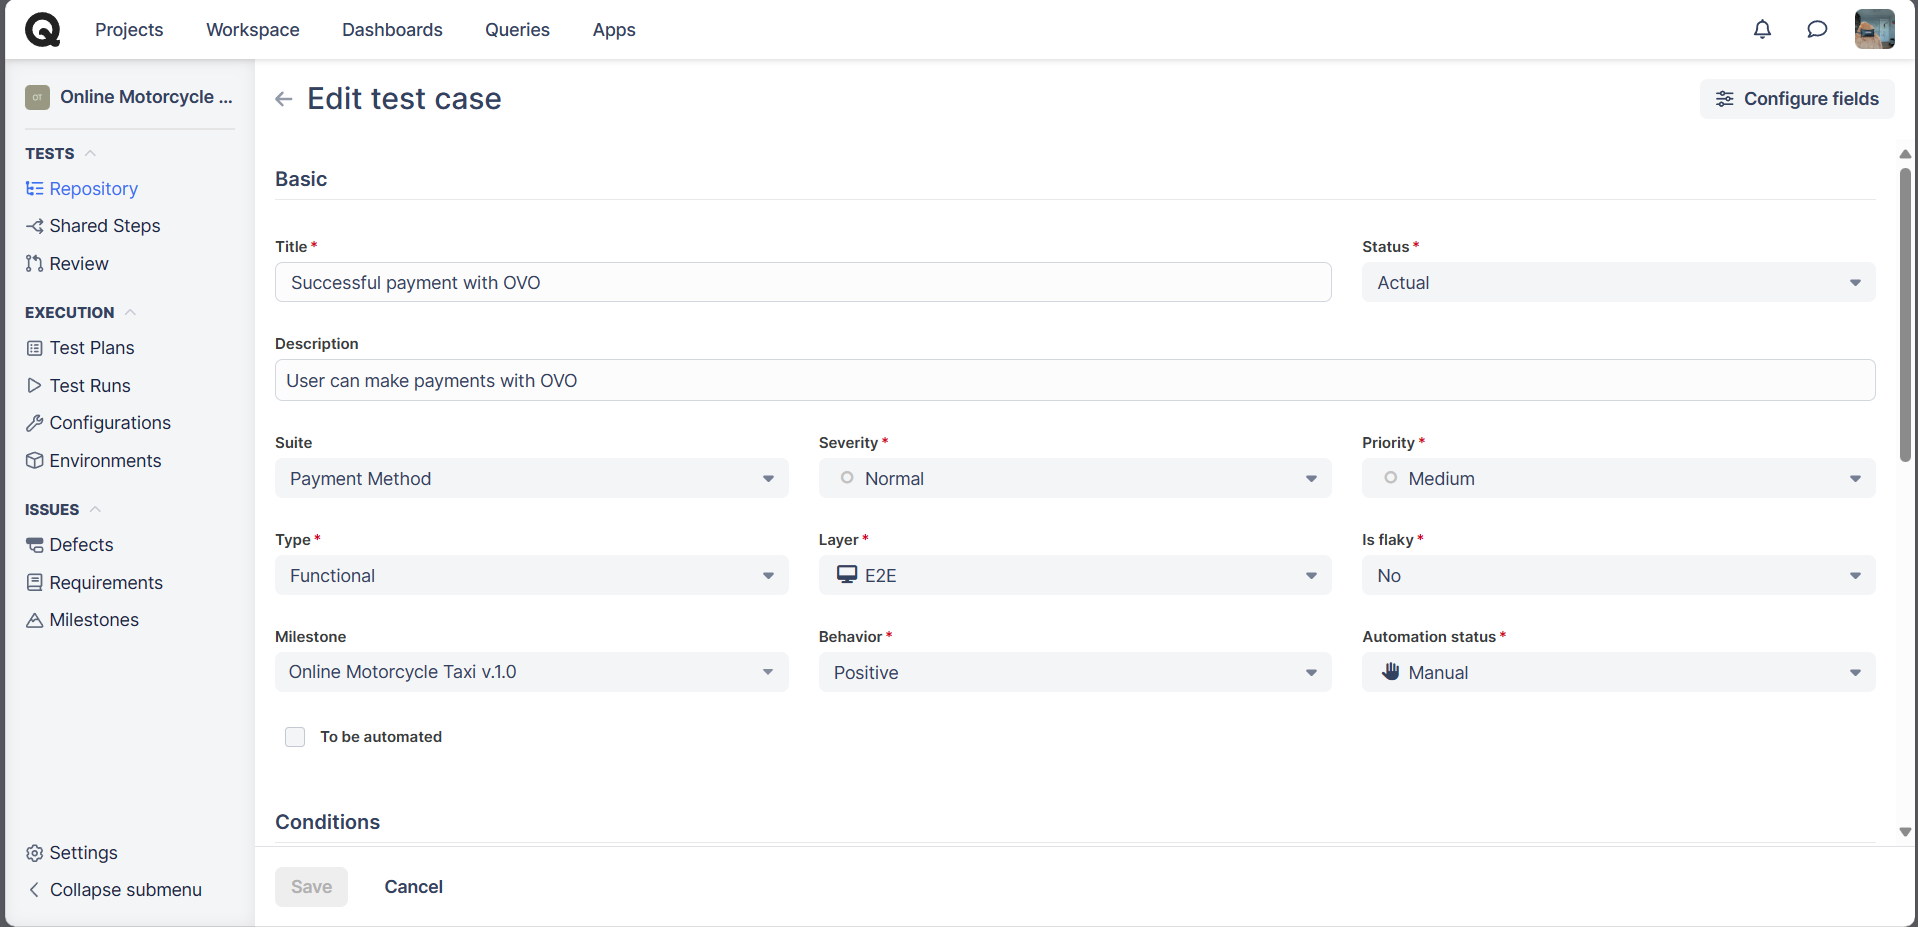 Projects
Workspace
Dashboards
Queries
Apps
OT
Online Motorcycle ...
TESTS
Repository
Shared Steps
Review
EXECUTION
Test Plans
Test Runs
Configurations
Environments
ISSUES
Defects
Requirements
Milestones
Settings
Collapse submenu
Edit test case
Configure fields
Basic
Title *
Successful payment with OVO
Status *
Actual
Description
User can make payments with OVO
Suite
Payment Method
Severity *
Normal
Priority *
Medium
Type *
Functional
Layer *
E2E
Is flaky *
No
Milestone
Online Motorcycle Taxi v.1.0
Behavior *
Positive
Automation status *
Manual
To be automated
Conditions
Save
Cancel